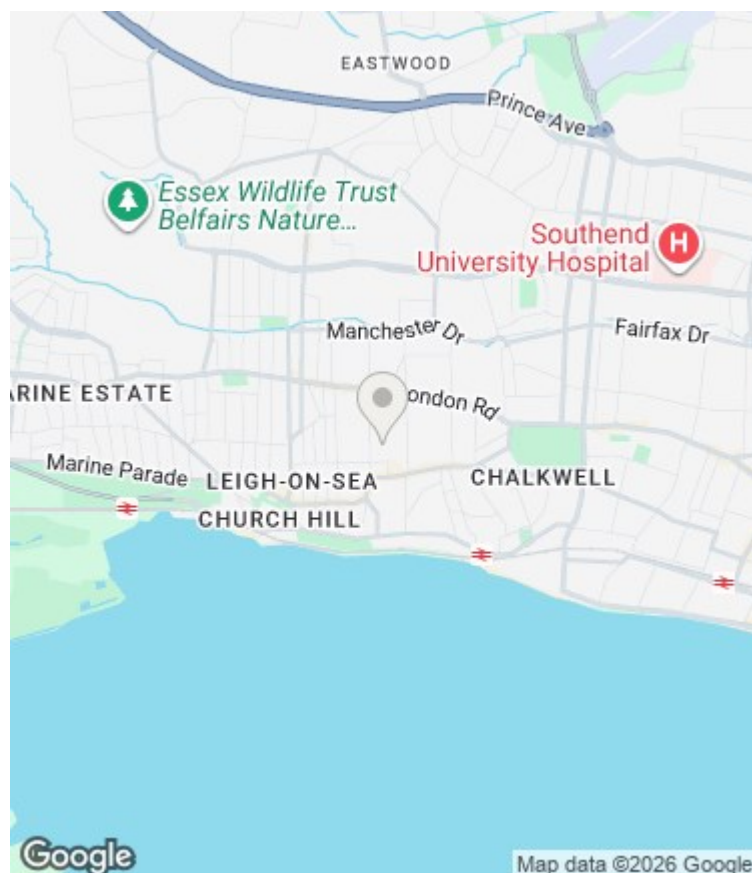 EASTWOOD
Prince Ave
Essex Wildlife Trust
Belfairs Nature...
Southend
University Hospital
H
Manchester Dr
Fairfax Dr
ARINE ESTATE
ondon Rd
Marine Parade
LEIGH-ON-SEA
CHALKWELL
CHURCH HILL
Google
Map data ©2026 Google